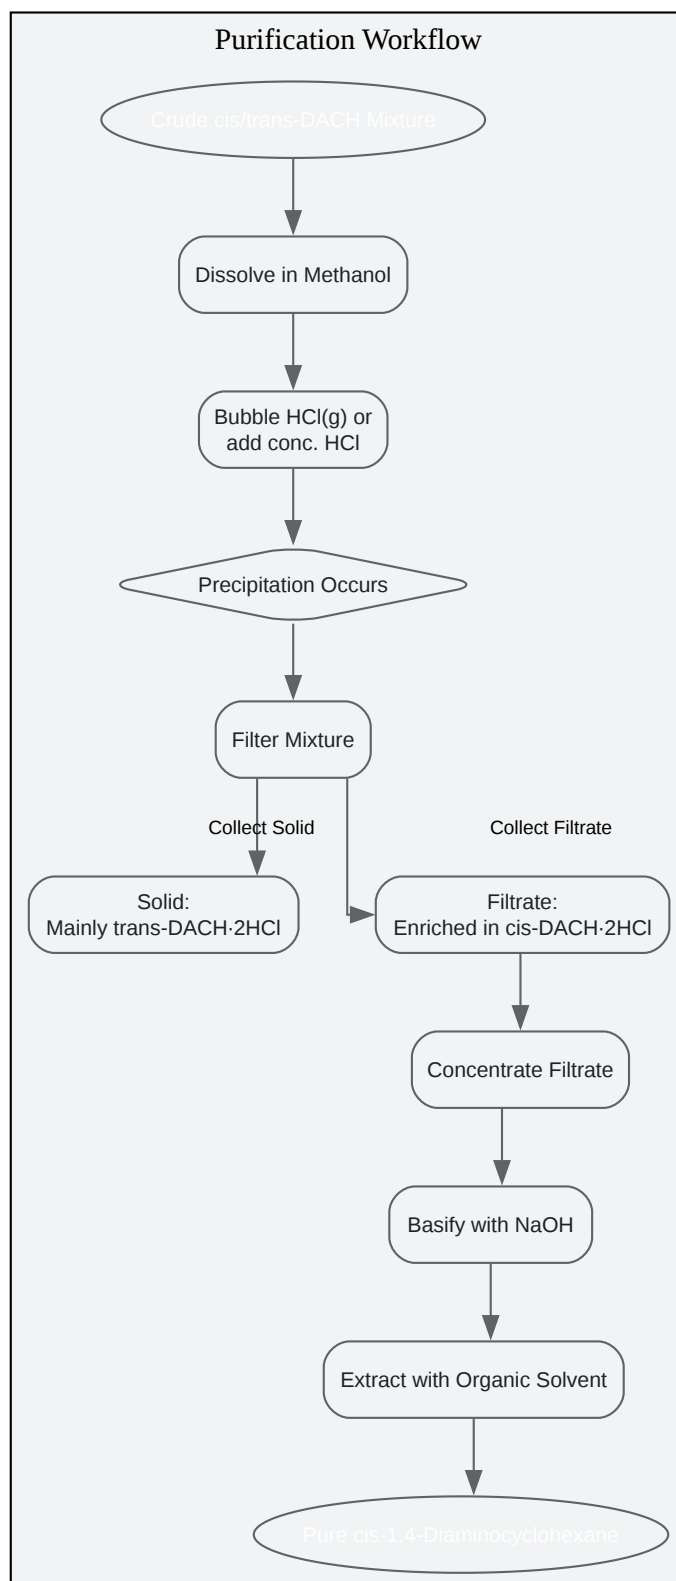 Purification Workflow
Crude cis/trans-DACH Mixture
Dissolve in Methanol
Bubble HCl(g) or
add conc. HCl
Precipitation Occurs
Filter Mixture
Collect Solid
Collect Filtrate
Solid:
Mainly trans-DACH·2HCl
Filtrate:
Enriched in cis-DACH·2HCl
Concentrate Filtrate
Basify with NaOH
Extract with Organic Solvent
Pure cis-1,4-Diaminocyclohexane